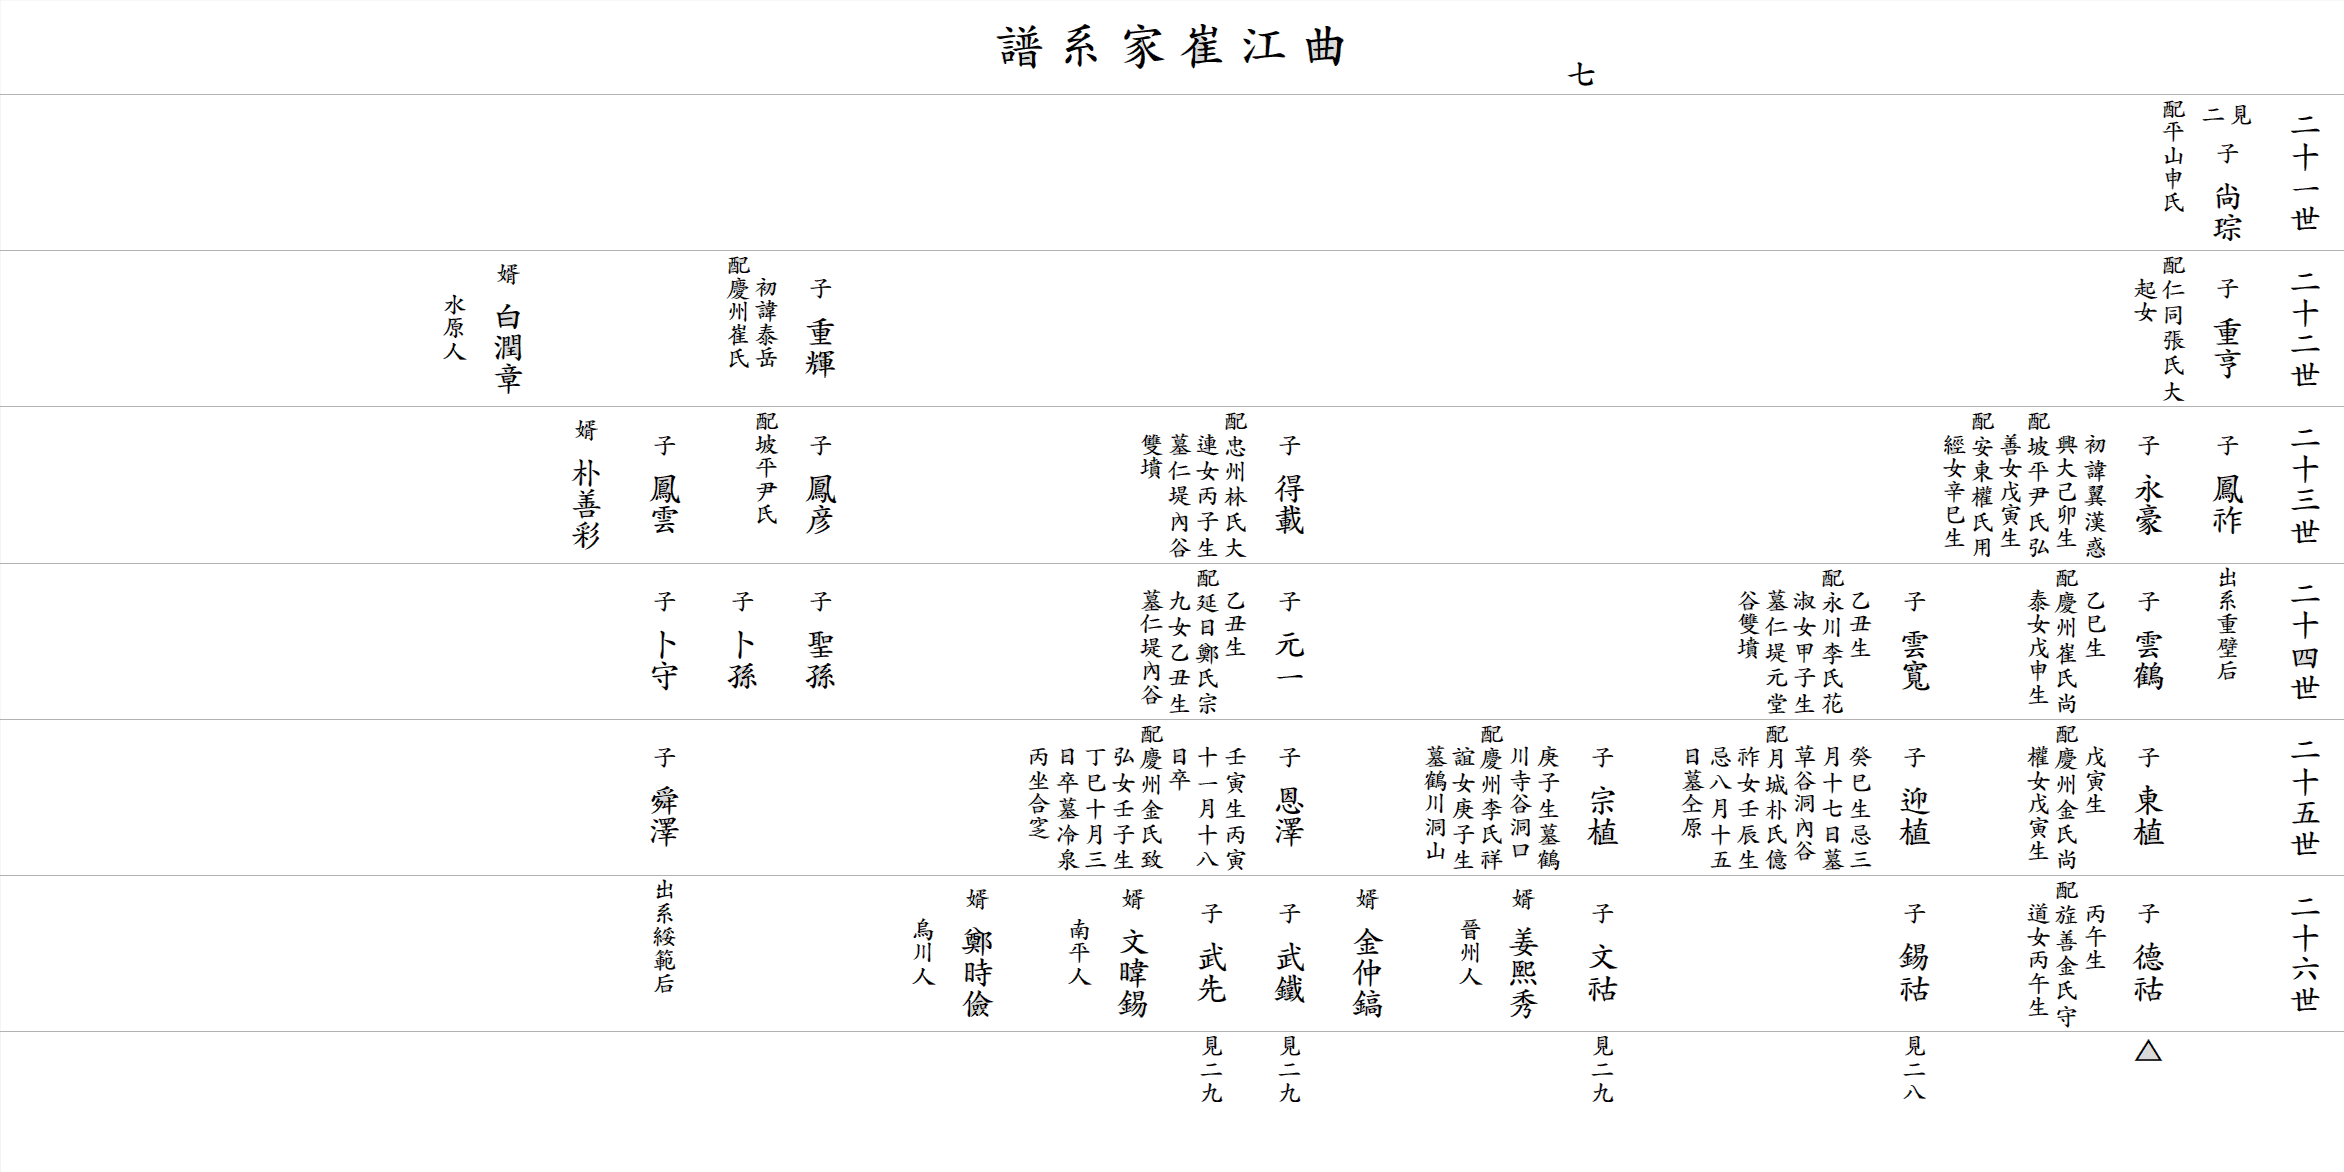 曲江崔家系譜
七
二十一世
見二
子 尚琮
配平山申氏
二十二世
子 重亨
配仁同張氏大
起女
子 重輝
初諱泰岳
配慶州崔氏
婿 白潤章
水原人
二十三世
子 鳳祚
子 永豪
初諱翼漢惑
興大己卯生
配坡平尹氏弘
善女戊寅生
配安東權氏用
經女辛巳生
子 得載
配忠州林氏大
連女丙子生
墓仁堤內谷
雙墳
子 鳳彦
配坡平尹氏
子 鳳雲
婿 朴善彩
二十四世
出系重壁后
子 雲鶴
乙巳生
配慶州崔氏尚
泰女戊申生
子 雲寬
乙丑生
配永川李氏花
淑女甲子生
墓仁堤元堂
谷雙墳
子 元一
乙丑生
配延日鄭氏宗
九女乙丑生
墓仁堤內谷
子 聖孫
子 卜孫
子 卜守
二十五世
子 東植
戊寅生
配慶州金氏尚
權女戊寅生
子 迎植
癸巳生忌三
月十七日墓
草谷洞內谷
配月城朴氏億
祚女壬辰生
忌八月十五
日墓仝原
子 宗植
庚子生墓鶴
川寺谷洞口
配慶州李氏祥
誼女庚子生
墓鶴川洞山
子 恩澤
壬寅生丙寅
十一月十八
日卒
配慶州金氏致
弘女壬子生
丁巳十月三
日卒墓冷泉
丙坐合窆
子 舜澤
二十六世
子 德祜
丙午生
配旌善金氏守
道女丙午生
子 錫祜
子 文祜
婿 姜熙秀
晉州人
婿 金仲鎬
子 武鐵
子 武先
婿 文暐錫
南平人
婿 鄭時儉
烏川人
出系綏範后
△
見二八
見二九
見二九
見二九